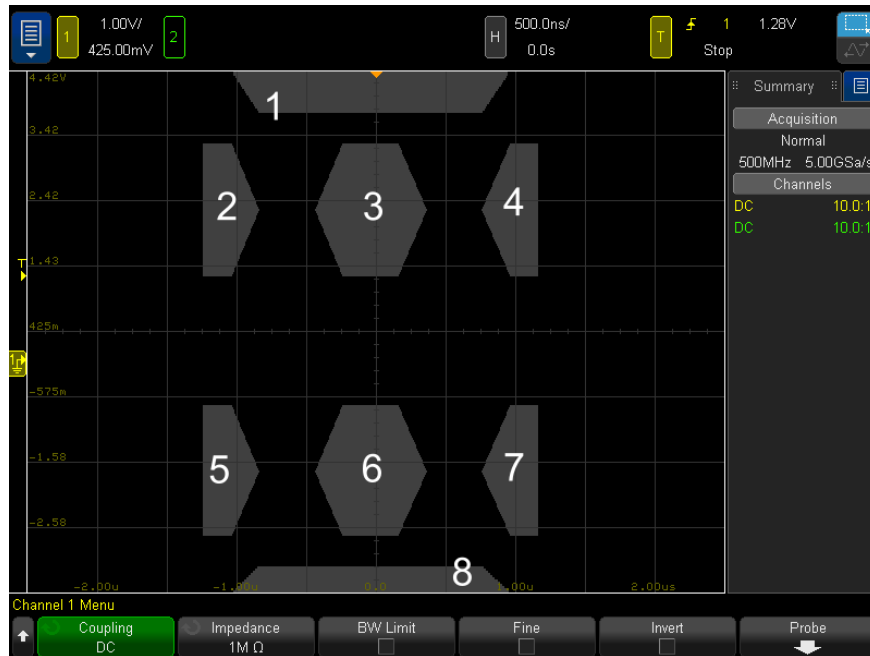 1.00V/
1
425.00mV
2
H
500.0ns/
0.0s
T
1
1.28V
Stop
4.42V
3.42
2.42
1.43
425m
-575m
-1.58
-2.58
T
1
1
2
3
4
5
6
7
8
-2.00u
-1.00u
0.0
1.00u
2.00us
Summary
Acquisition
Normal
500MHz 5.00GSa/s
Channels
DC 10.0:1
DC 10.0:1
Channel 1 Menu
Coupling
DC
Impedance
1M Ω
BW Limit
Fine
Invert
Probe